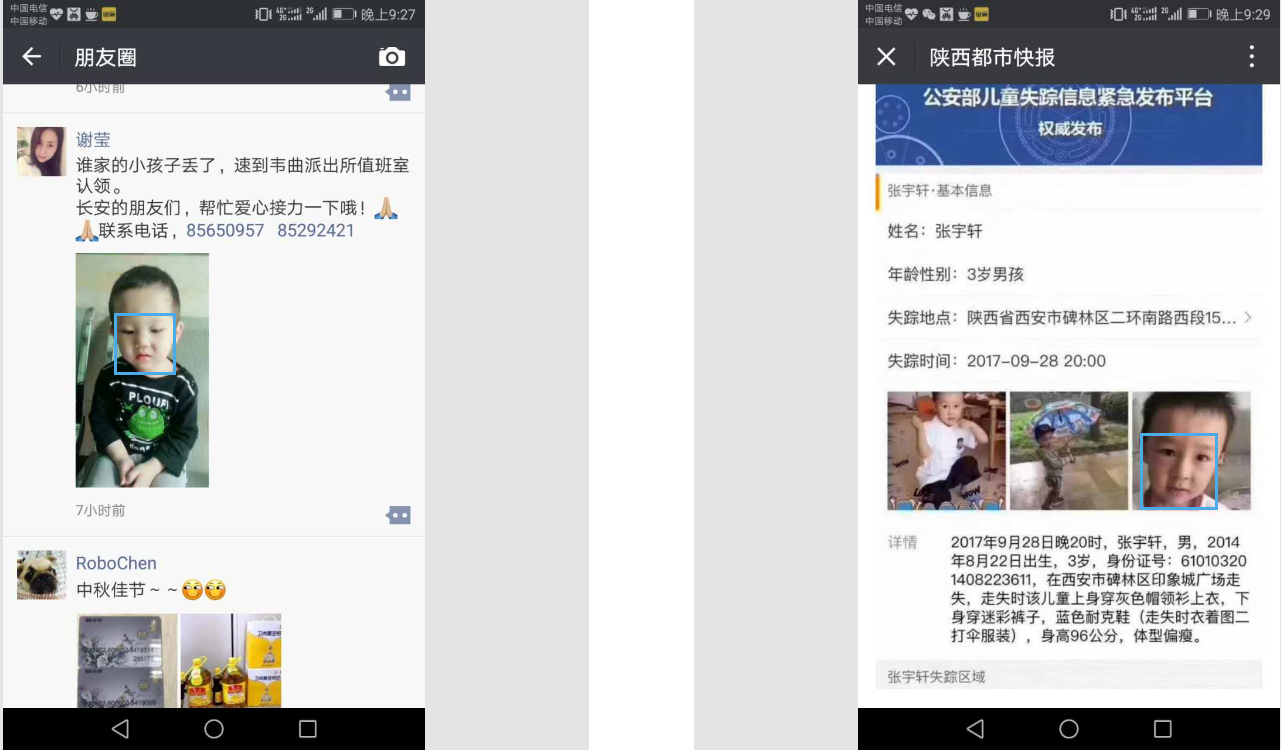 中国电信
中国移动
晚上9:27
朋友圈
6小时前
谢莹
谁家的小孩子丢了，速到韦曲派出所值班室
认领。
长安的朋友们，帮忙爱心接力一下哦！🙏
🙏联系电话，85650957 85292421
PLOUF!
7小时前
RoboChen
中秋佳节～～
中国电信
中国移动
晚上9:29
陕西都市快报
公安部儿童失踪信息紧急发布平台
权威发布
张宇轩·基本信息
姓名：张宇轩
年龄性别：3岁男孩
失踪地点：陕西省西安市碑林区二环南路西段15...
失踪时间：2017-09-28 20:00
详情
2017年9月28日晚20时，张宇轩，男，2014
年8月22日出生，3岁，身份证号：61010320
1408223611，在西安市碑林区印象城广场走
失，走失时该儿童上身穿灰色帽领衫上衣，下
身穿迷彩裤子，蓝色耐克鞋（走失时衣着图二
打伞服装），身高96公分，体型偏瘦。
张宇轩失踪区域